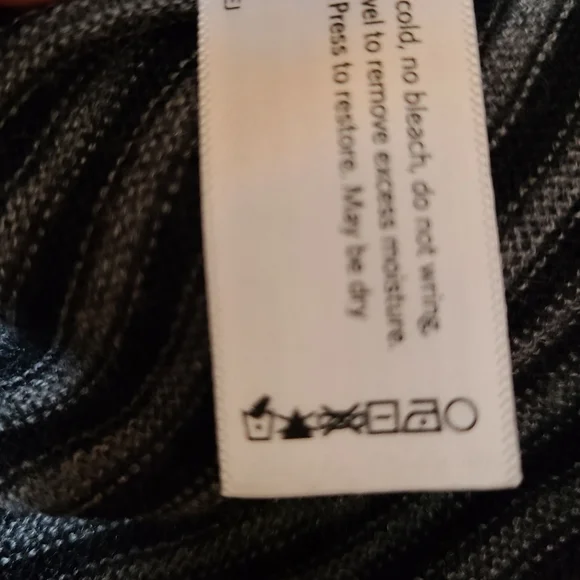 cold, no bleach, do not wring,
vel to remove excess moisture.
Press to restore. May be dry